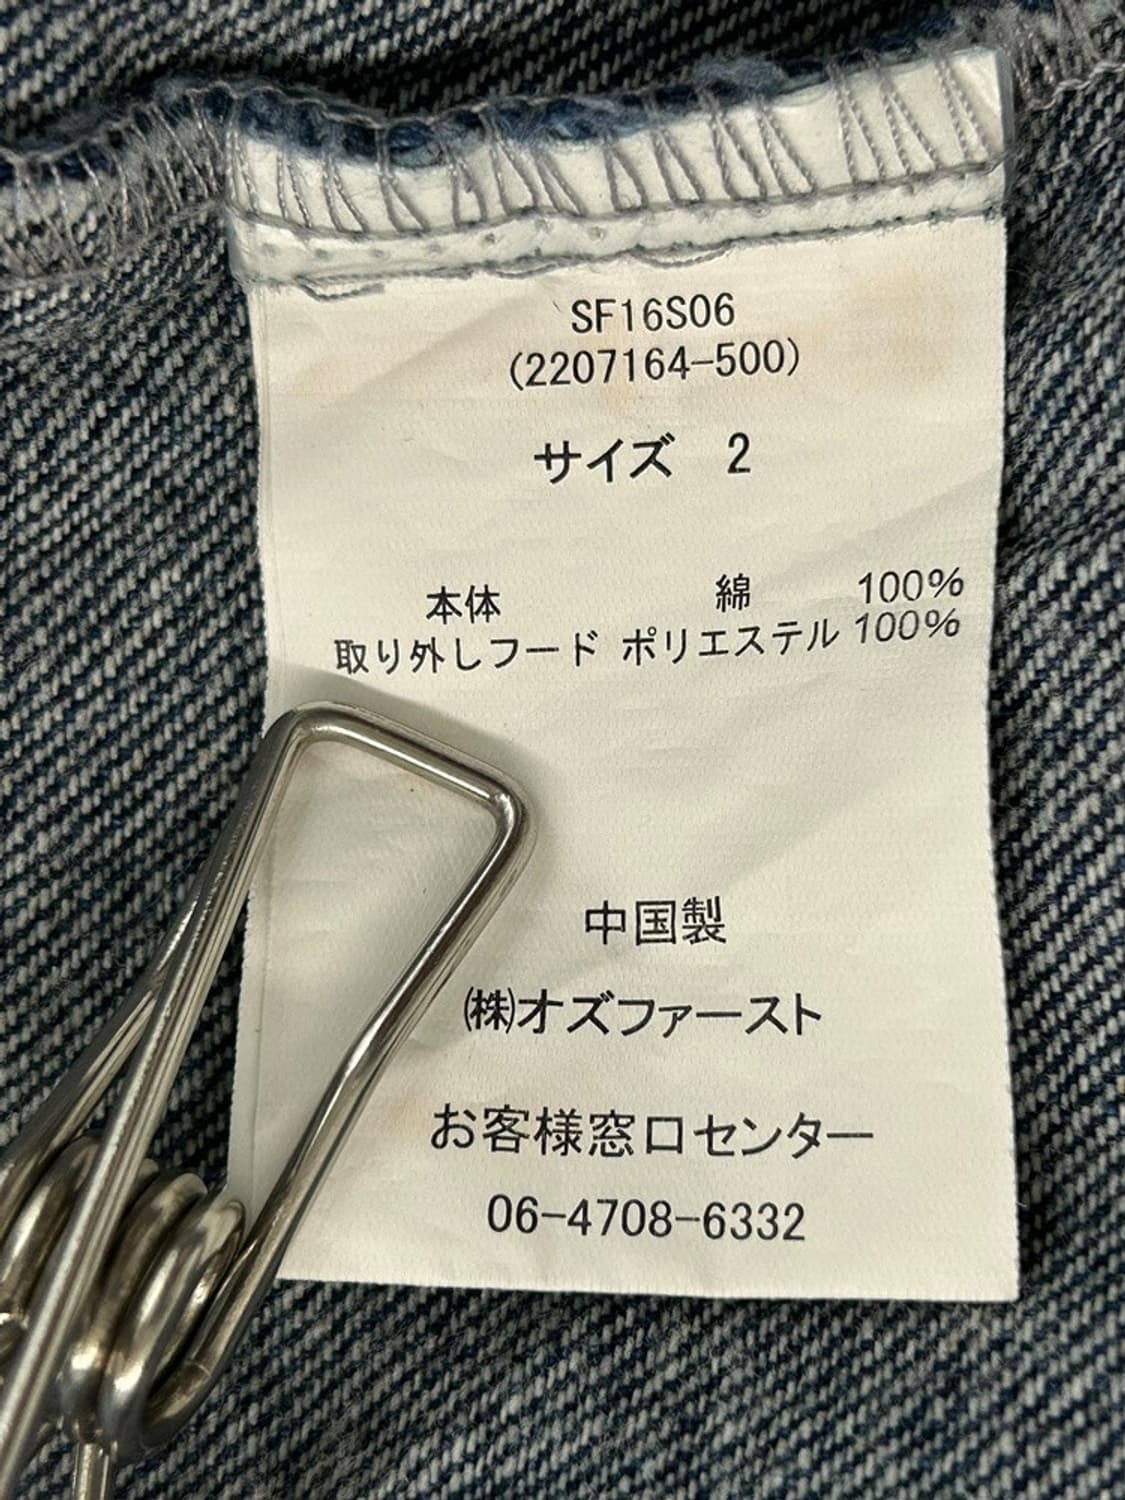 SF16S06
(2207164-500)
サイズ 2
本体 綿 100%
取り外しフード ポリエステル 100%
中国製
㈱オズファースト
お客様窓口センター
06-4708-6332